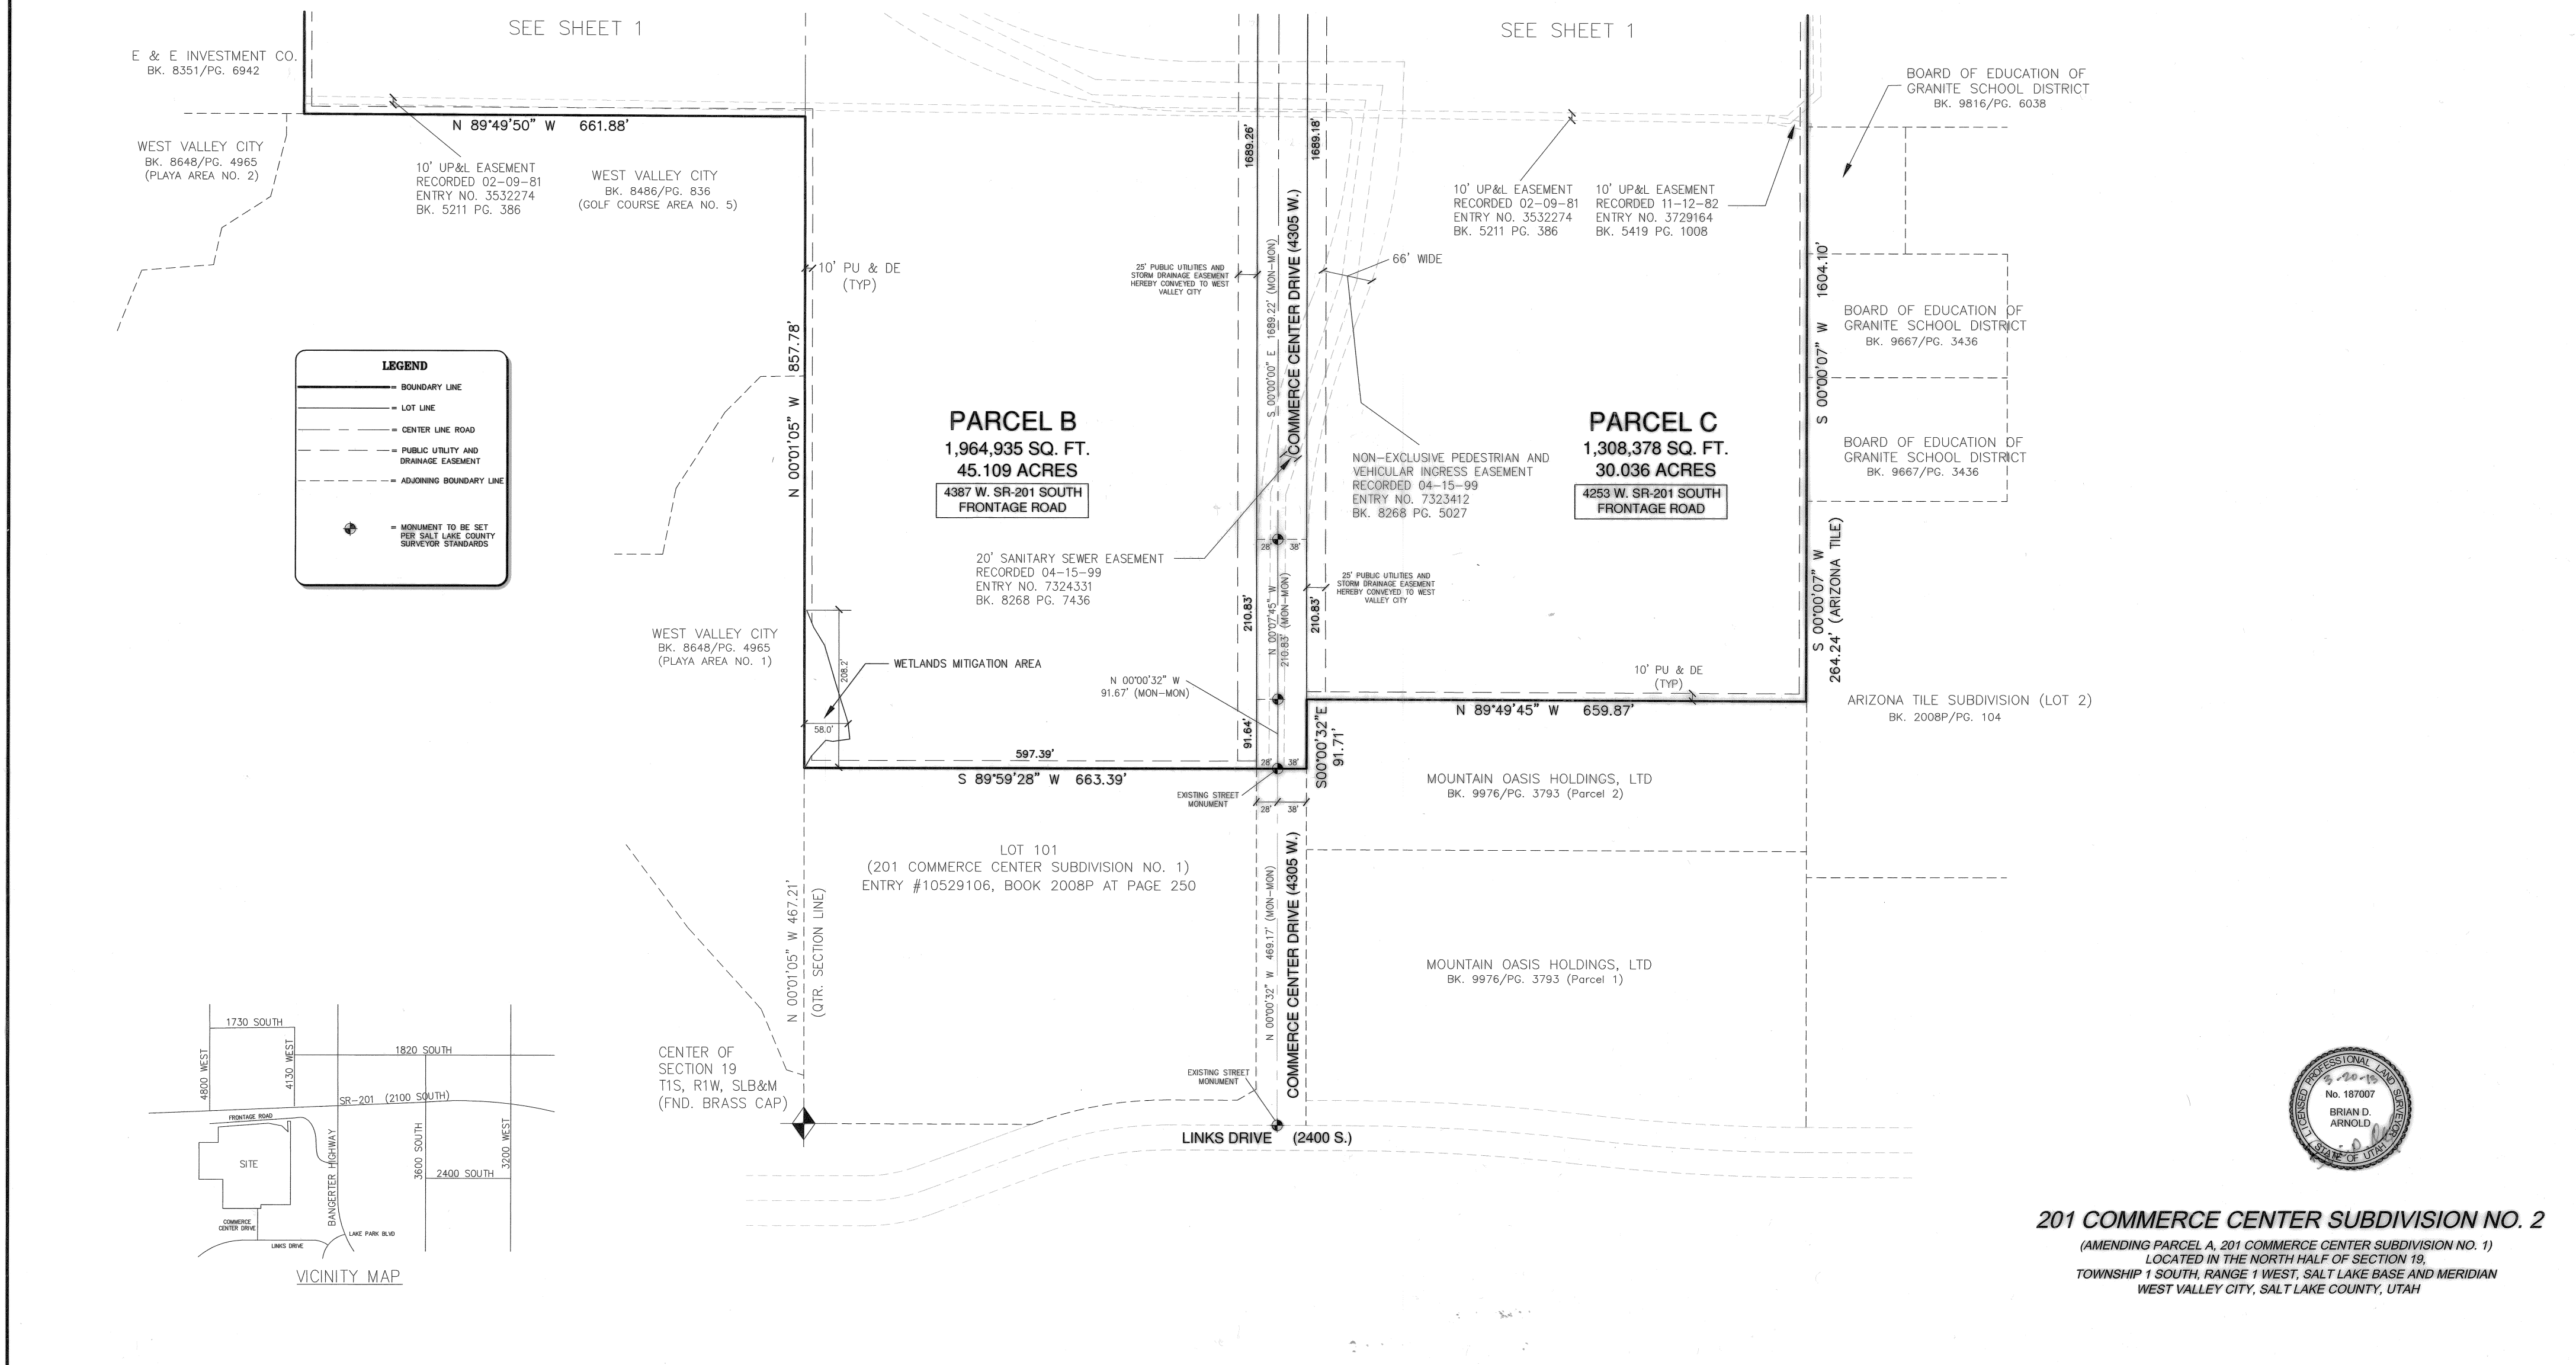 SEE SHEET 1
SEE SHEET 1
E & E INVESTMENT CO.
BK. 8351/PG. 6942
N 89°49'50" W 661.88'
WEST VALLEY CITY
BK. 8648/PG. 4965
(PLAYA AREA NO. 2)
10' UP&L EASEMENT
RECORDED 02-09-81
ENTRY NO. 3532274
BK. 5211 PG. 386
WEST VALLEY CITY
BK. 8486/PG. 836
(GOLF COURSE AREA NO. 5)
10' PU & DE
(TYP)
N 00°01'05" W 857.78'
LEGEND
= BOUNDARY LINE
= LOT LINE
= CENTER LINE ROAD
= PUBLIC UTILITY AND
DRAINAGE EASEMENT
= ADJOINING BOUNDARY LINE
= MONUMENT TO BE SET
PER SALT LAKE COUNTY
SURVEYOR STANDARDS
PARCEL B
1,964,935 SQ. FT.
45.109 ACRES
4387 W. SR-201 SOUTH
FRONTAGE ROAD
25' PUBLIC UTILITIES AND
STORM DRAINAGE EASEMENT
HEREBY CONVEYED TO WEST
VALLEY CITY
1689.26'
S 00°00'00" E 1689.22' (MON-MON)
COMMERCE CENTER DRIVE (4305 W.)
1689.18'
66' WIDE
10' UP&L EASEMENT
RECORDED 02-09-81
ENTRY NO. 3532274
BK. 5211 PG. 386
10' UP&L EASEMENT
RECORDED 11-12-82
ENTRY NO. 3729164
BK. 5419 PG. 1008
PARCEL C
1,308,378 SQ. FT.
30.036 ACRES
4253 W. SR-201 SOUTH
FRONTAGE ROAD
NON-EXCLUSIVE PEDESTRIAN AND
VEHICULAR INGRESS EASEMENT
RECORDED 04-15-99
ENTRY NO. 7323412
BK. 8268 PG. 5027
BOARD OF EDUCATION OF
GRANITE SCHOOL DISTRICT
BK. 9816/PG. 6038
S 00°00'07" W 1604.10'
BOARD OF EDUCATION OF
GRANITE SCHOOL DISTRICT
BK. 9667/PG. 3436
BOARD OF EDUCATION OF
GRANITE SCHOOL DISTRICT
BK. 9667/PG. 3436
S 00°00'07" W
264.24' (ARIZONA TILE)
ARIZONA TILE SUBDIVISION (LOT 2)
BK. 2008P/PG. 104
20' SANITARY SEWER EASEMENT
RECORDED 04-15-99
ENTRY NO. 7324331
BK. 8268 PG. 7436
28' 38'
210.83'
N 00°07'45" W
210.83' (MON-MON)
210.83'
25' PUBLIC UTILITIES AND
STORM DRAINAGE EASEMENT
HEREBY CONVEYED TO WEST
VALLEY CITY
WEST VALLEY CITY
BK. 8648/PG. 4965
(PLAYA AREA NO. 1)
208.2'
WETLANDS MITIGATION AREA
58.0'
N 00°00'32" W
91.67' (MON-MON)
91.64'
10' PU & DE
(TYP)
N 89°49'45" W 659.87'
S00°00'32"E
91.71'
597.39'
28' 38'
S 89°59'28" W 663.39'
EXISTING STREET
MONUMENT
28' 38'
MOUNTAIN OASIS HOLDINGS, LTD
BK. 9976/PG. 3793 (Parcel 2)
LOT 101
(201 COMMERCE CENTER SUBDIVISION NO. 1)
ENTRY #10529106, BOOK 2008P AT PAGE 250
N 00°01'05" W 467.21'
(QTR. SECTION LINE)
N 00°00'32" W 469.17' (MON-MON)
COMMERCE CENTER DRIVE (4305 W.)
MOUNTAIN OASIS HOLDINGS, LTD
BK. 9976/PG. 3793 (Parcel 1)
CENTER OF
SECTION 19
T1S, R1W, SLB&M
(FND. BRASS CAP)
EXISTING STREET
MONUMENT
LINKS DRIVE (2400 S.)
1730 SOUTH
4800 WEST
4130 WEST
1820 SOUTH
SR-201 (2100 SOUTH)
FRONTAGE ROAD
SITE
BANGERTER HIGHWAY
3600 SOUTH
3200 WEST
2400 SOUTH
COMMERCE
CENTER DRIVE
LAKE PARK BLVD
LINKS DRIVE
VICINITY MAP
LICENSED PROFESSIONAL LAND SURVEYOR
3-20-13
No. 187007
BRIAN D.
ARNOLD
STATE OF UTAH
201 COMMERCE CENTER SUBDIVISION NO. 2
(AMENDING PARCEL A, 201 COMMERCE CENTER SUBDIVISION NO. 1)
LOCATED IN THE NORTH HALF OF SECTION 19,
TOWNSHIP 1 SOUTH, RANGE 1 WEST, SALT LAKE BASE AND MERIDIAN
WEST VALLEY CITY, SALT LAKE COUNTY, UTAH